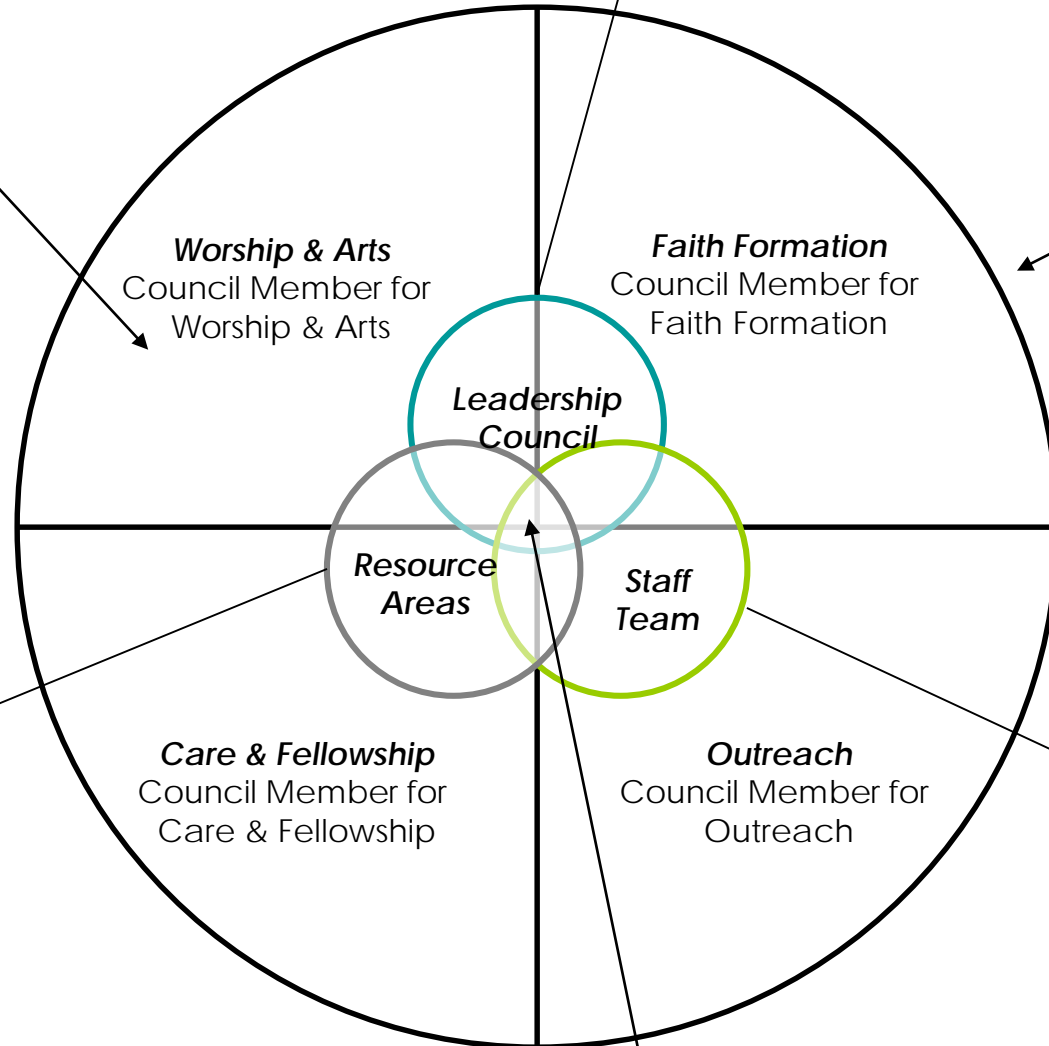 Worship & Arts
Council Member for
Worship & Arts
Faith Formation
Council Member for
Faith Formation
Leadership
Council
Resource
Areas
Staff
Team
Care & Fellowship
Council Member for
Care & Fellowship
Outreach
Council Member for
Outreach